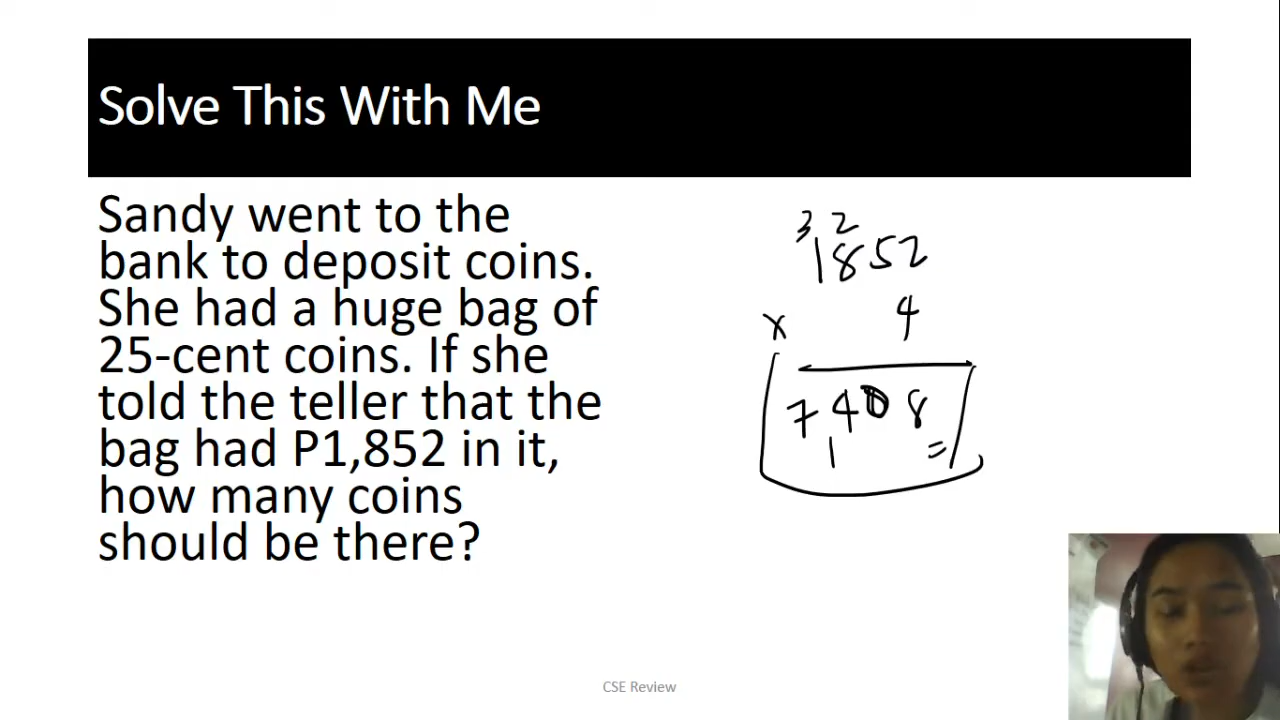 Solve This With Me
Sandy went to the
bank to deposit coins.
She had a huge bag of
25-cent coins. If she
told the teller that the
bag had P1,852 in it,
how many coins
should be there?
3 2
1852
x 4
7408
1 =
CSE Review